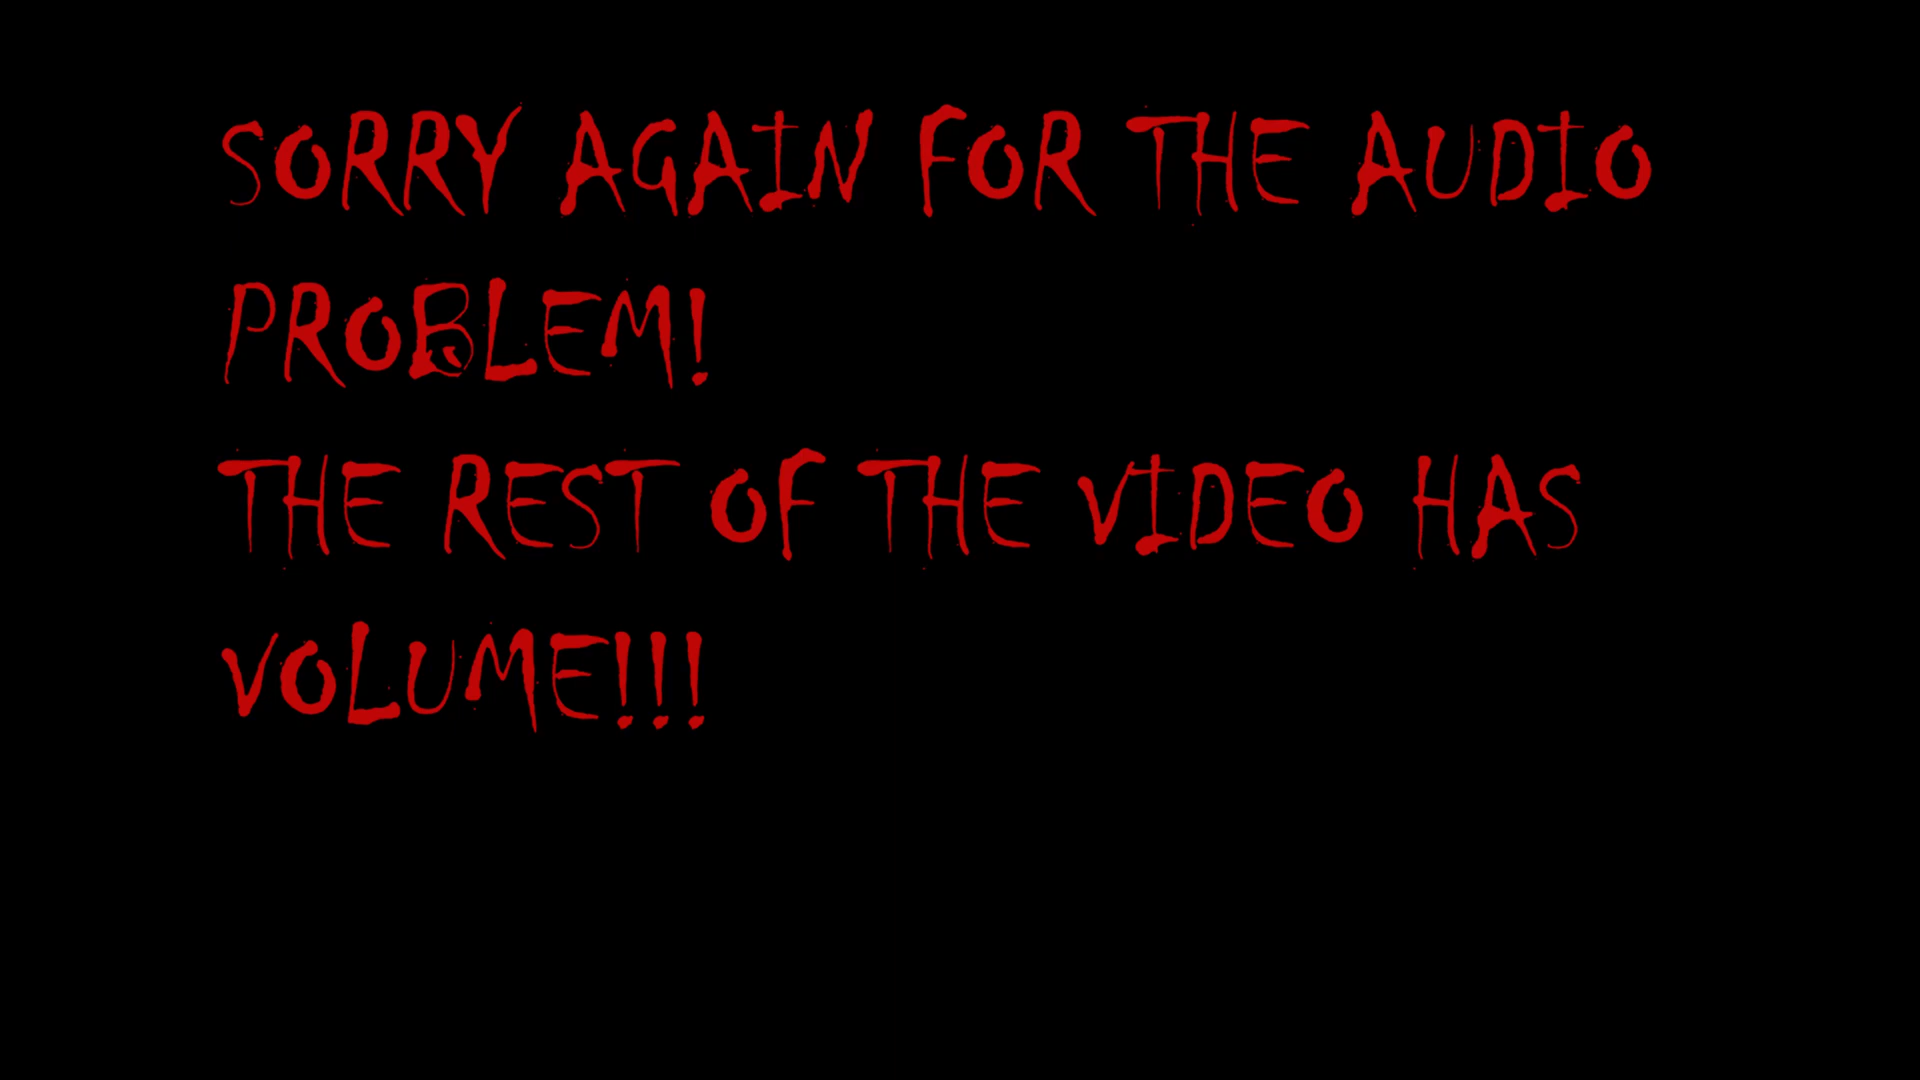 SORRY AGAIN FOR THE AUDIO
PROBLEM!
THE REST OF THE VIDEO HAS
VOLUME!!!